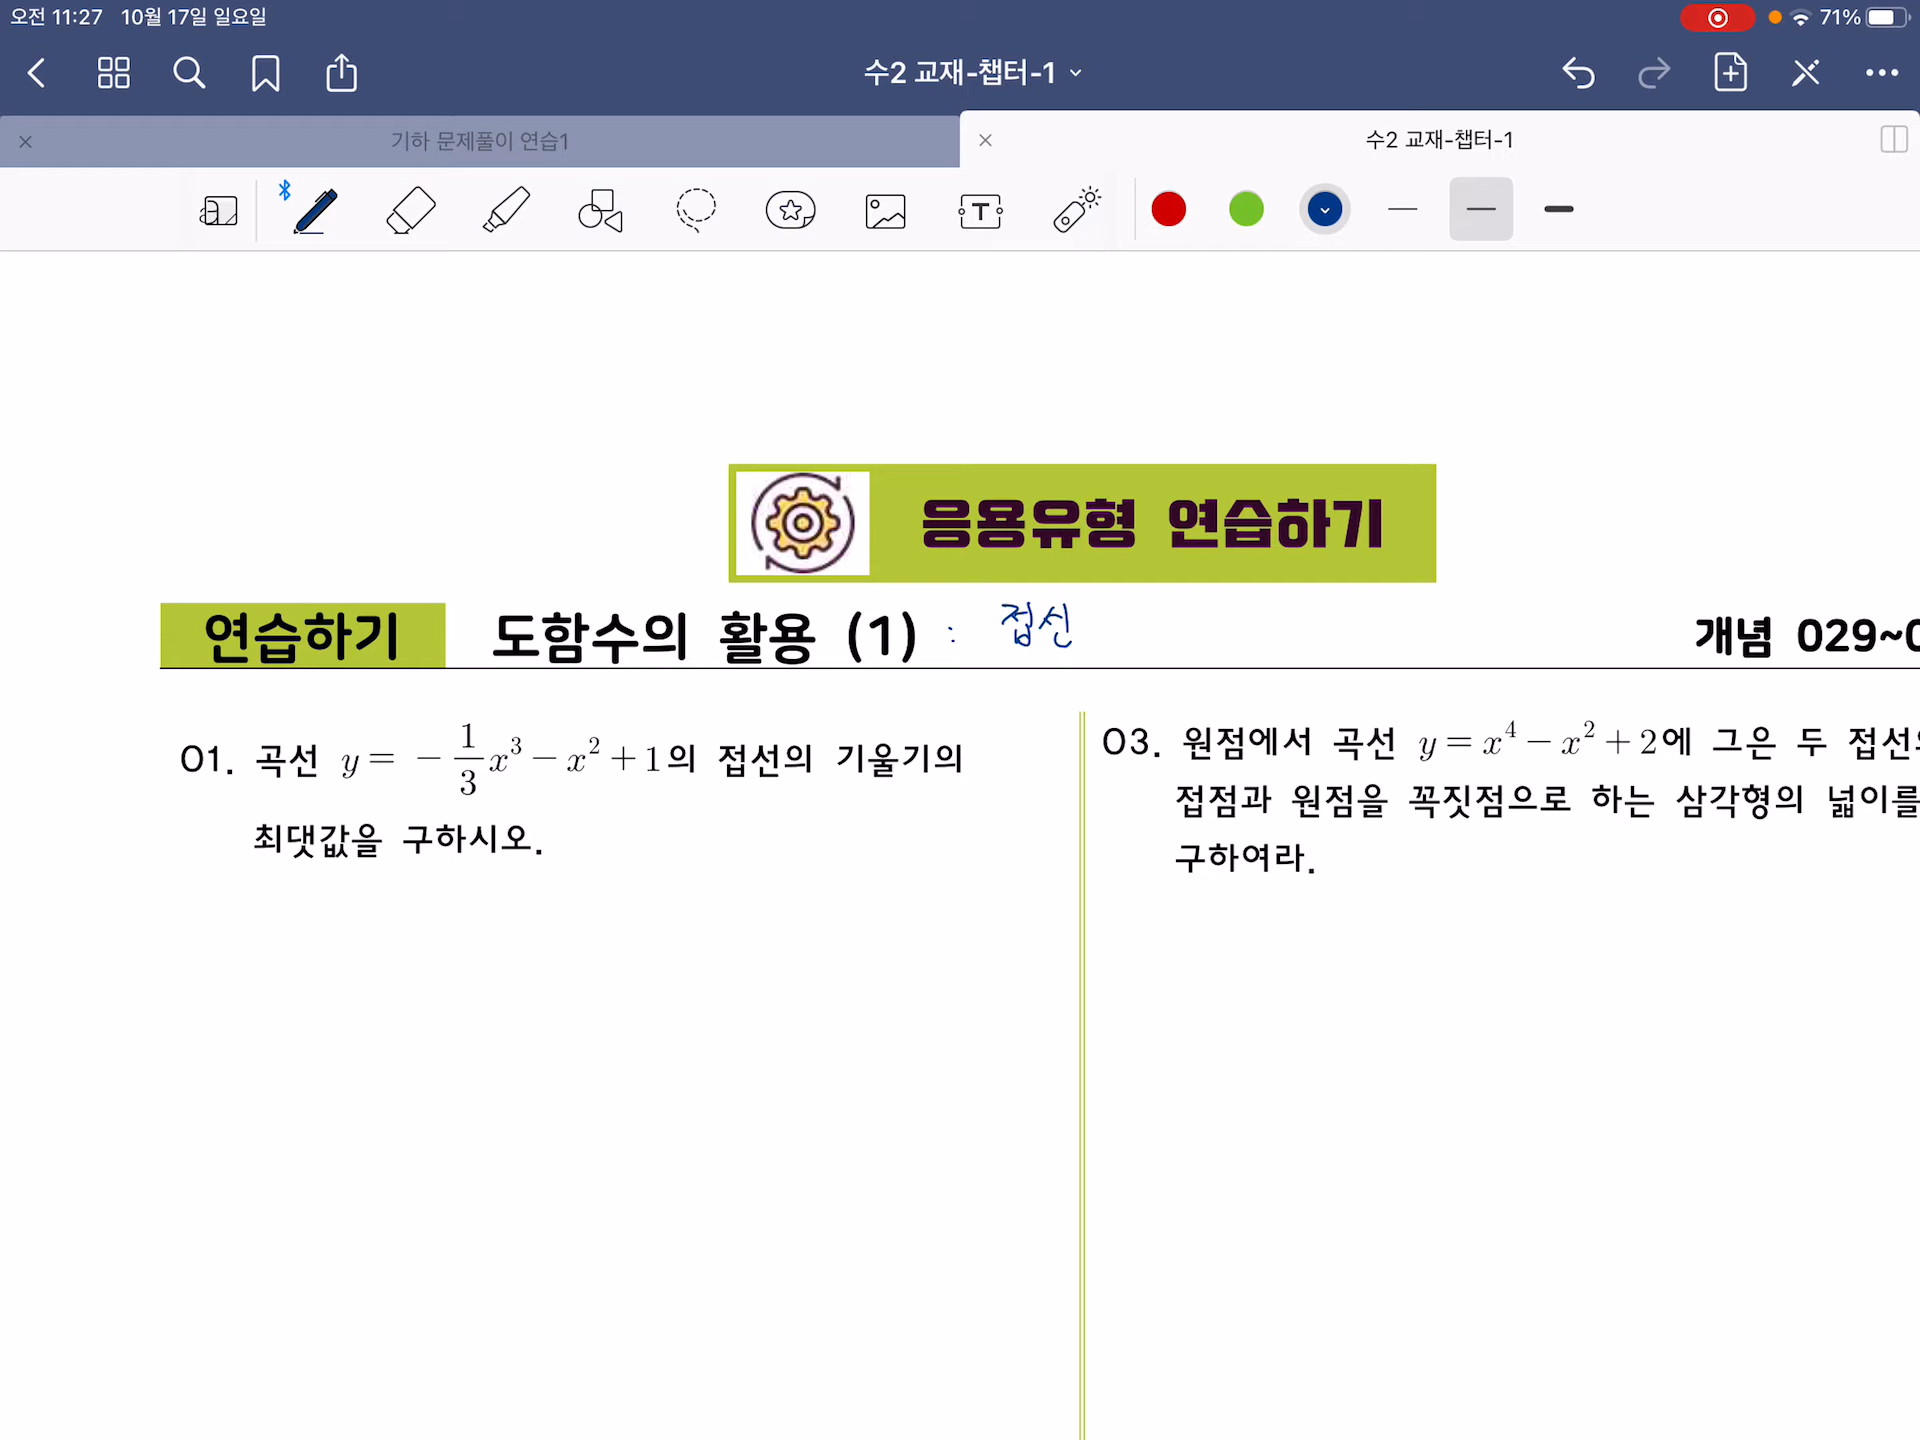 오전 11:27 10월 17일 일요일
71%
수2 교재-챕터-1
기하 문제풀이 연습1
수2 교재-챕터-1
응용유형 연습하기
연습하기 도함수의 활용 (1) : 접선
개념 029~0
01. 곡선 y = -1/3x³ - x² + 1의 접선의 기울기의
최댓값을 구하시오.
03. 원점에서 곡선 y = x⁴ - x² + 2에 그은 두 접선의
접점과 원점을 꼭짓점으로 하는 삼각형의 넓이를
구하여라.